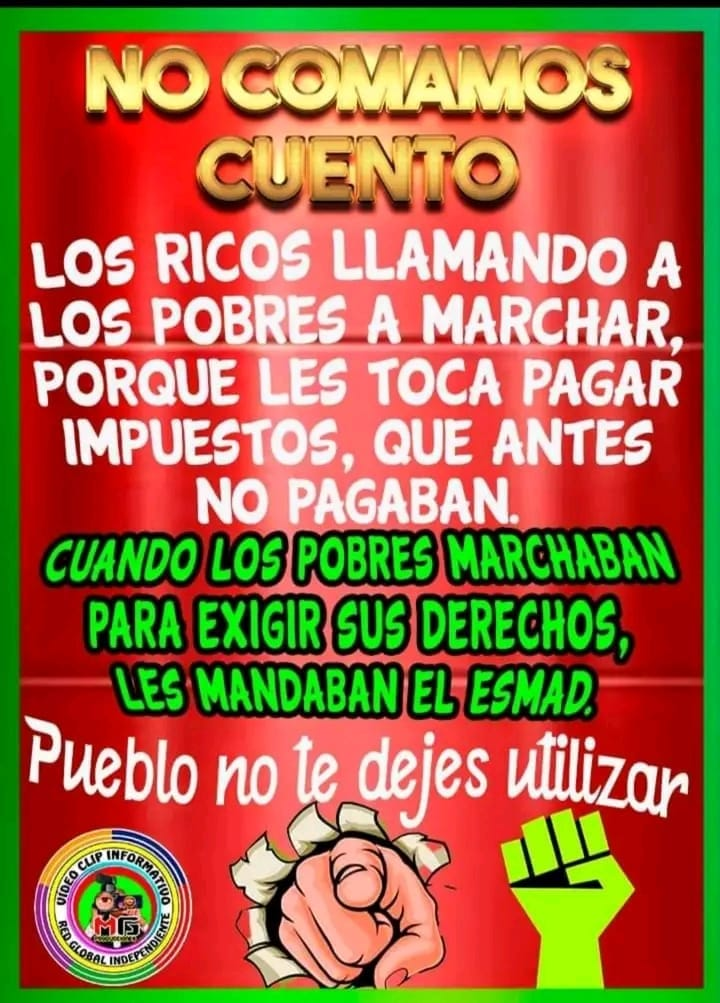 NO COMAMOS
CUENTO
LOS RICOS LLAMANDO A
LOS POBRES A MARCHAR,
PORQUE LES TOCA PAGAR
IMPUESTOS, QUE ANTES
NO PAGABAN.
CUANDO LOS POBRES MARCHABAN
PARA EXIGIR SUS DERECHOS,
LES MANDABAN EL ESMAD.
Pueblo no te dejes utilizar
VIDEO CLIP INFORMATIVO
MG
PRODUCCIONES
RED GLOBAL INDEPENDIENTE